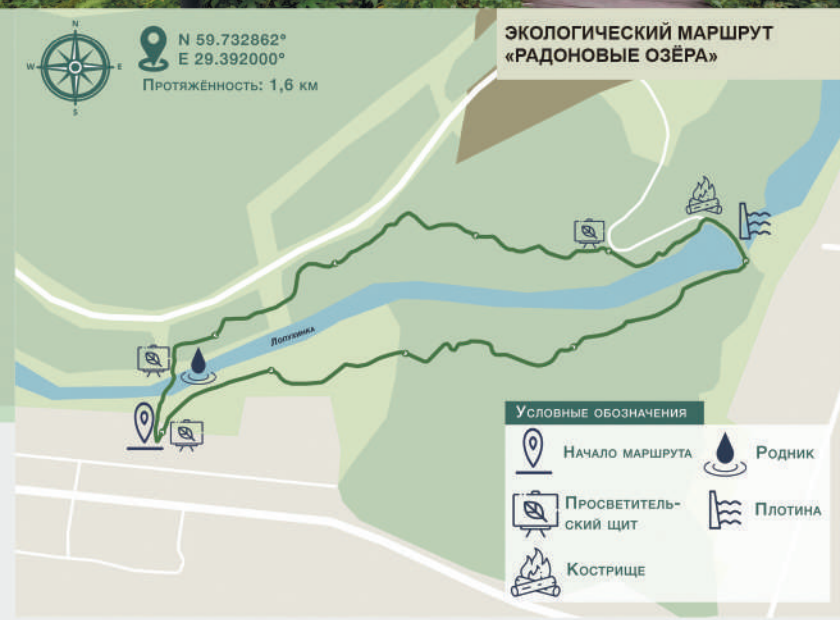 N
W
E
S
N 59.732862°
E 29.392000°
Протяжённость: 1,6 км
ЭКОЛОГИЧЕСКИЙ МАРШРУТ
«РАДОНОВЫЕ ОЗЁРА»
Лопухинка
Условные обозначения
Начало маршрута
Родник
Просветитель-
ский щит
Плотина
Кострище